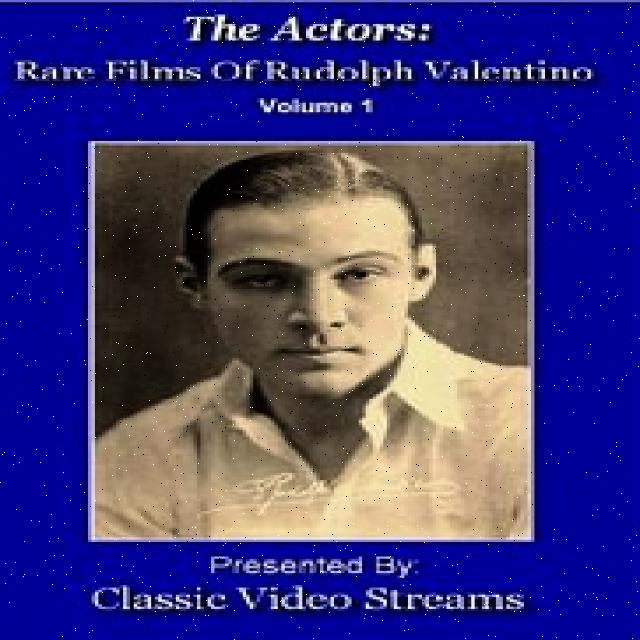 The Actors:
Rare Films Of Rudolph Valentino
Volume 1
Presented By:
Classic Video Streams